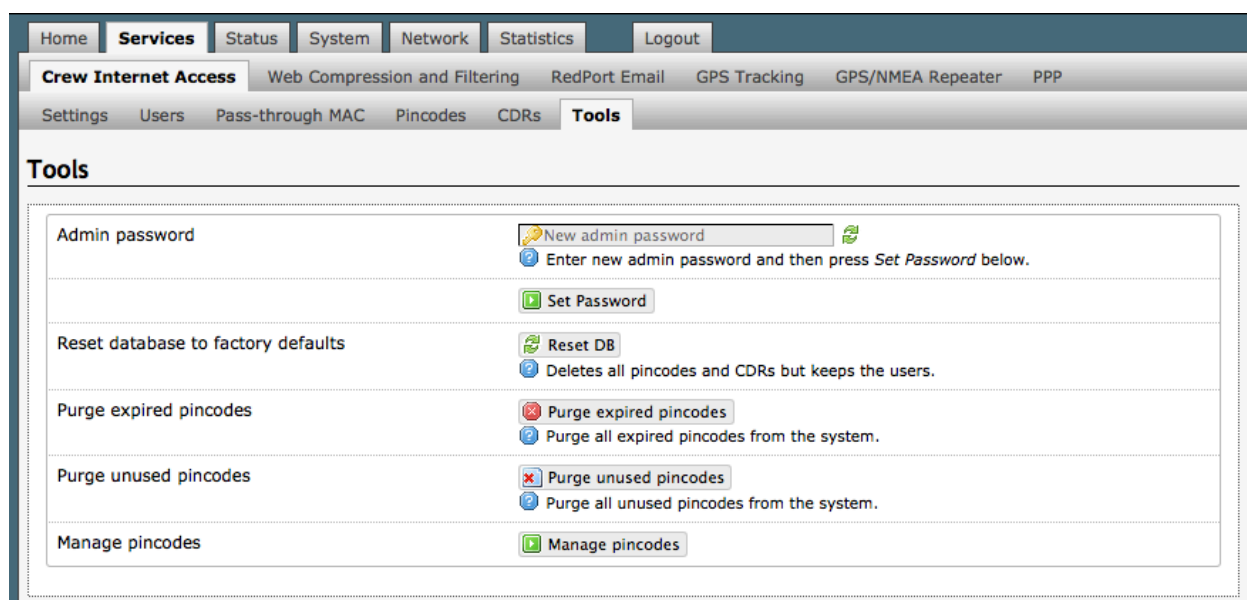 Home Services Status System Network Statistics Logout
Crew Internet Access Web Compression and Filtering RedPort Email GPS Tracking GPS/NMEA Repeater PPP
Settings Users Pass-through MAC Pincodes CDRs Tools
Tools
Admin password New admin password
Enter new admin password and then press Set Password below.
Set Password
Reset database to factory defaults Reset DB
Deletes all pincodes and CDRs but keeps the users.
Purge expired pincodes Purge expired pincodes
Purge all expired pincodes from the system.
Purge unused pincodes Purge unused pincodes
Purge all unused pincodes from the system.
Manage pincodes Manage pincodes